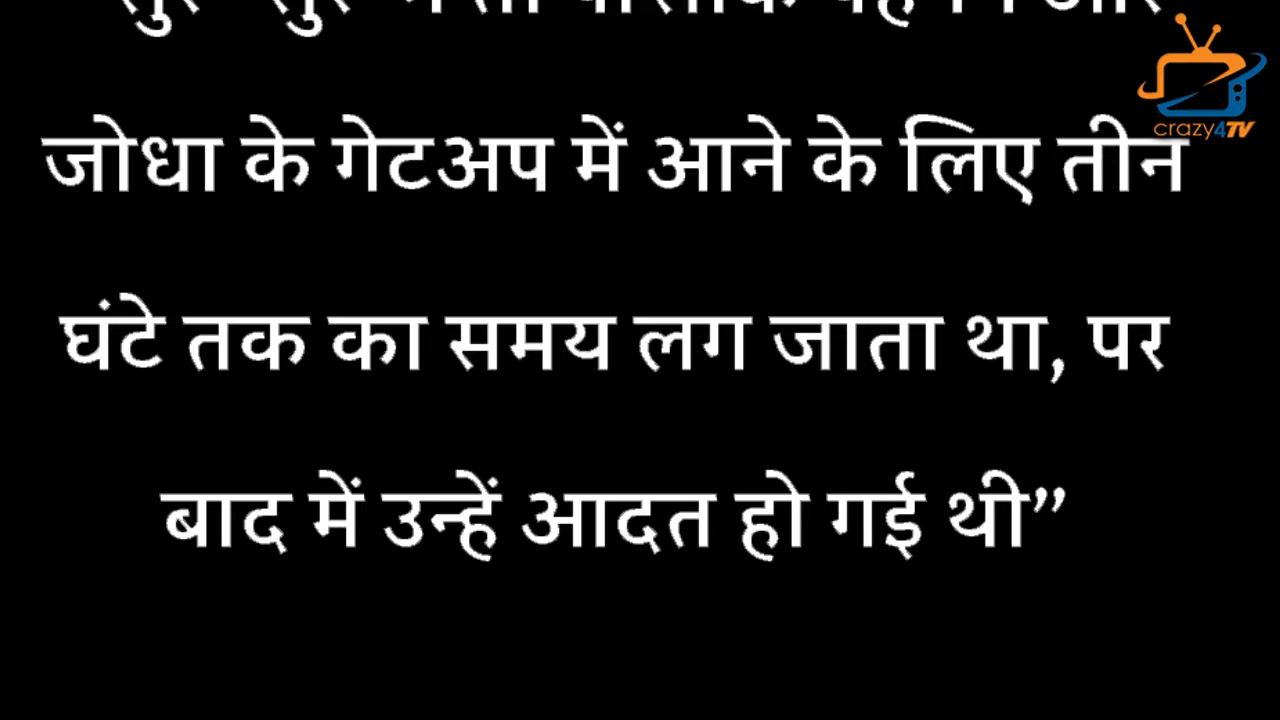 जोधा के गेटअप में आने के लिए तीन
घंटे तक का समय लग जाता था, पर
बाद में उन्हें आदत हो गई थी”
crazy4TV